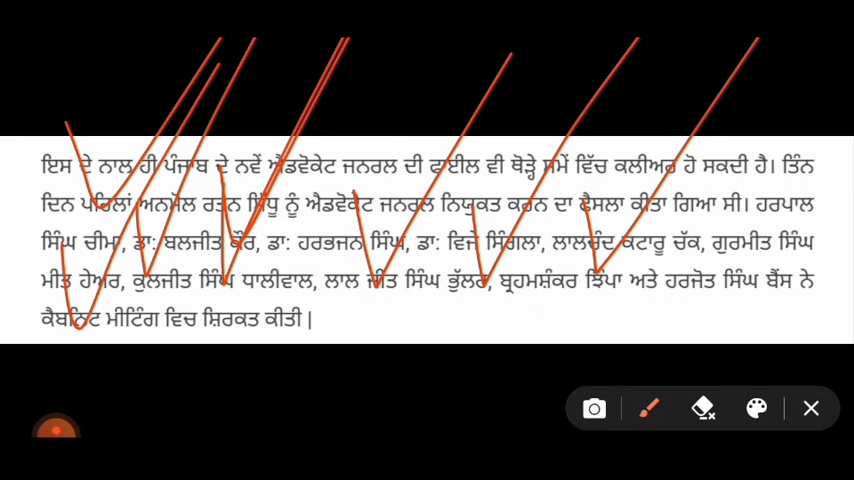 ਇਸ ਦੇ ਨਾਲ ਹੀ ਪੰਜਾਬ ਦੇ ਨਵੇਂ ਐਡਵੋਕੇਟ ਜਨਰਲ ਦੀ ਫਾਈਲ ਵੀ ਥੋੜ੍ਹੇ ਸਮੇਂ ਵਿੱਚ ਕਲੀਅਰ ਹੋ ਸਕਦੀ ਹੈ। ਤਿੰਨ
ਦਿਨ ਪਹਿਲਾਂ ਅਨਮੋਲ ਰਤਨ ਸਿੱਧੂ ਨੂੰ ਐਡਵੋਕੇਟ ਜਨਰਲ ਨਿਯੁਕਤ ਕਰਨ ਦਾ ਫੈਸਲਾ ਕੀਤਾ ਗਿਆ ਸੀ। ਹਰਪਾਲ
ਸਿੰਘ ਚੀਮਾ, ਡਾ: ਬਲਜੀਤ ਕੌਰ, ਡਾ: ਹਰਭਜਨ ਸਿੰਘ, ਡਾ: ਵਿਜੇ ਸਿੰਗਲਾ, ਲਾਲਚੰਦ ਕਟਾਰੂ ਚੱਕ, ਗੁਰਮੀਤ ਸਿੰਘ
ਮੀਤ ਹੇਅਰ, ਕੁਲਜੀਤ ਸਿੰਘ ਧਾਲੀਵਾਲ, ਲਾਲ ਜੀਤ ਸਿੰਘ ਭੁੱਲਰ, ਬ੍ਰਹਮਸ਼ੰਕਰ ਝਿੰਪਾ ਅਤੇ ਹਰਜੋਤ ਸਿੰਘ ਬੈਂਸ ਨੇ
ਕੈਬਨਿਟ ਮੀਟਿੰਗ ਵਿਚ ਸ਼ਿਰਕਤ ਕੀਤੀ |